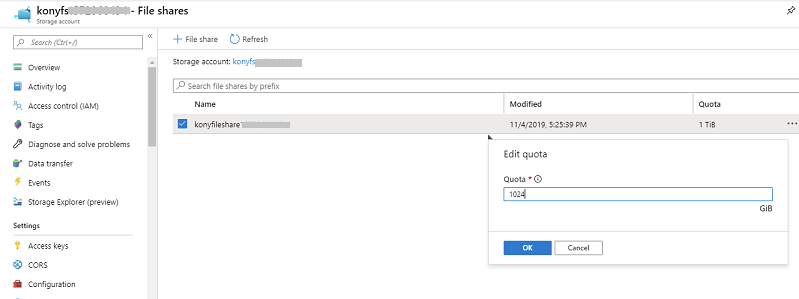 konyfs - File shares
Storage account
Search (Ctrl+/)
«
Overview
Activity log
Access control (IAM)
Tags
Diagnose and solve problems
Data transfer
Events
Storage Explorer (preview)
Settings
Access keys
CORS
Configuration
+ File share Refresh
Storage account: konyfs
Search file shares by prefix
Name Modified Quota
konyfileshare 11/4/2019, 5:25:39 PM 1 TiB ...
Edit quota
Quota *
1024
GiB
OK Cancel